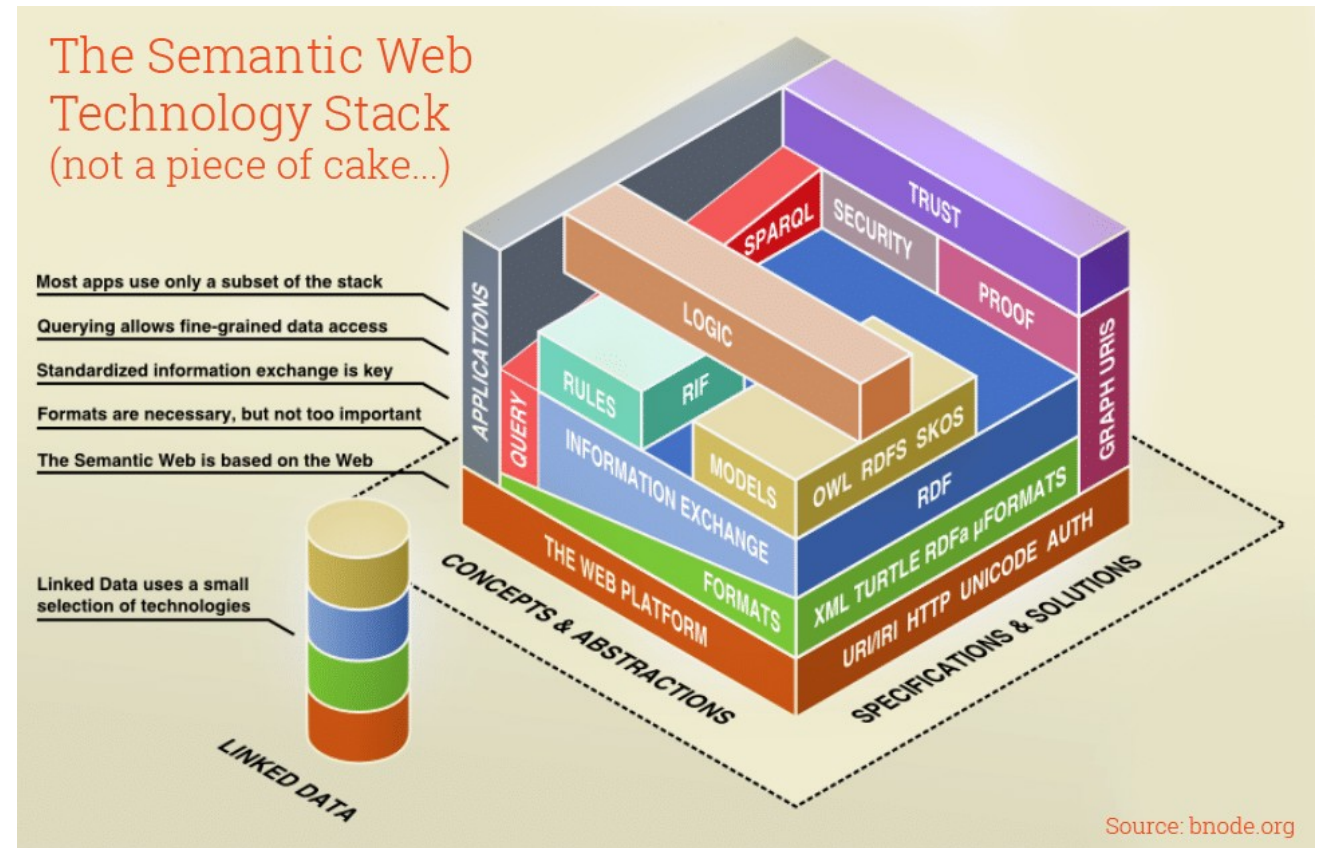 The Semantic Web
Technology Stack
(not a piece of cake...)
Most apps use only a subset of the stack
Querying allows fine-grained data access
Standardized information exchange is key
Formats are necessary, but not too important
The Semantic Web is based on the Web
Linked Data uses a small
selection of technologies
LINKED DATA
APPLICATIONS
QUERY
RULES
RIF
LOGIC
SPARQL
SECURITY
TRUST
PROOF
GRAPH URIS
INFORMATION EXCHANGE
MODELS
OWL RDFS SKOS
RDF
FORMATS
XML TURTLE RDFa μFORMATS
THE WEB PLATFORM
URI/IRI HTTP UNICODE AUTH
CONCEPTS & ABSTRACTIONS
SPECIFICATIONS & SOLUTIONS
Source: bnode.org